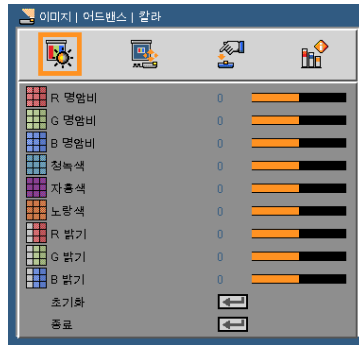 이미지 | 어드밴스 | 칼라
R 명암비 0
G 명암비 0
B 명암비 0
청녹색 0
자홍색 0
노랑색 0
R 밝기 0
G 밝기 0
B 밝기 0
초기화
종료